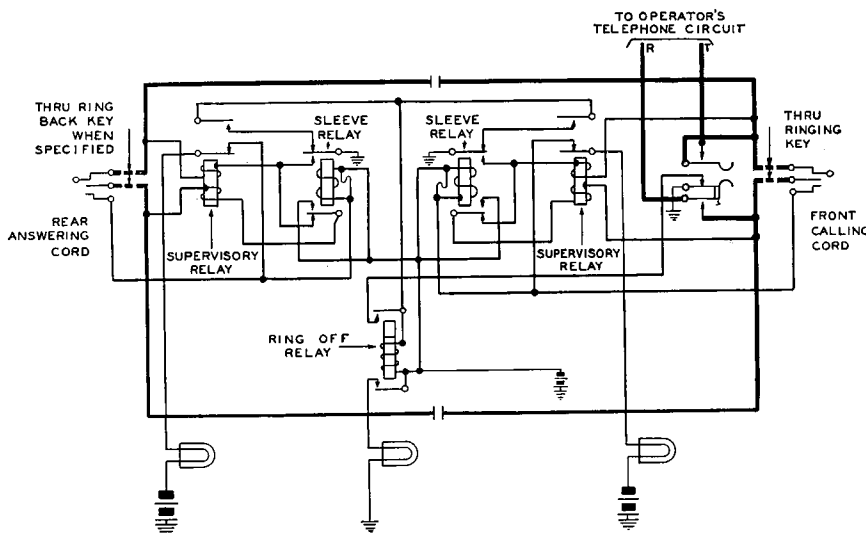 TO OPERATOR'S
TELEPHONE CIRCUIT
R T
THRU RING
BACK KEY
WHEN
SPECIFIED
SLEEVE
RELAY
SLEEVE
RELAY
THRU
RINGING
KEY
REAR
ANSWERING
CORD
SUPERVISORY
RELAY
SUPERVISORY
RELAY
FRONT
CALLING
CORD
RING OFF
RELAY